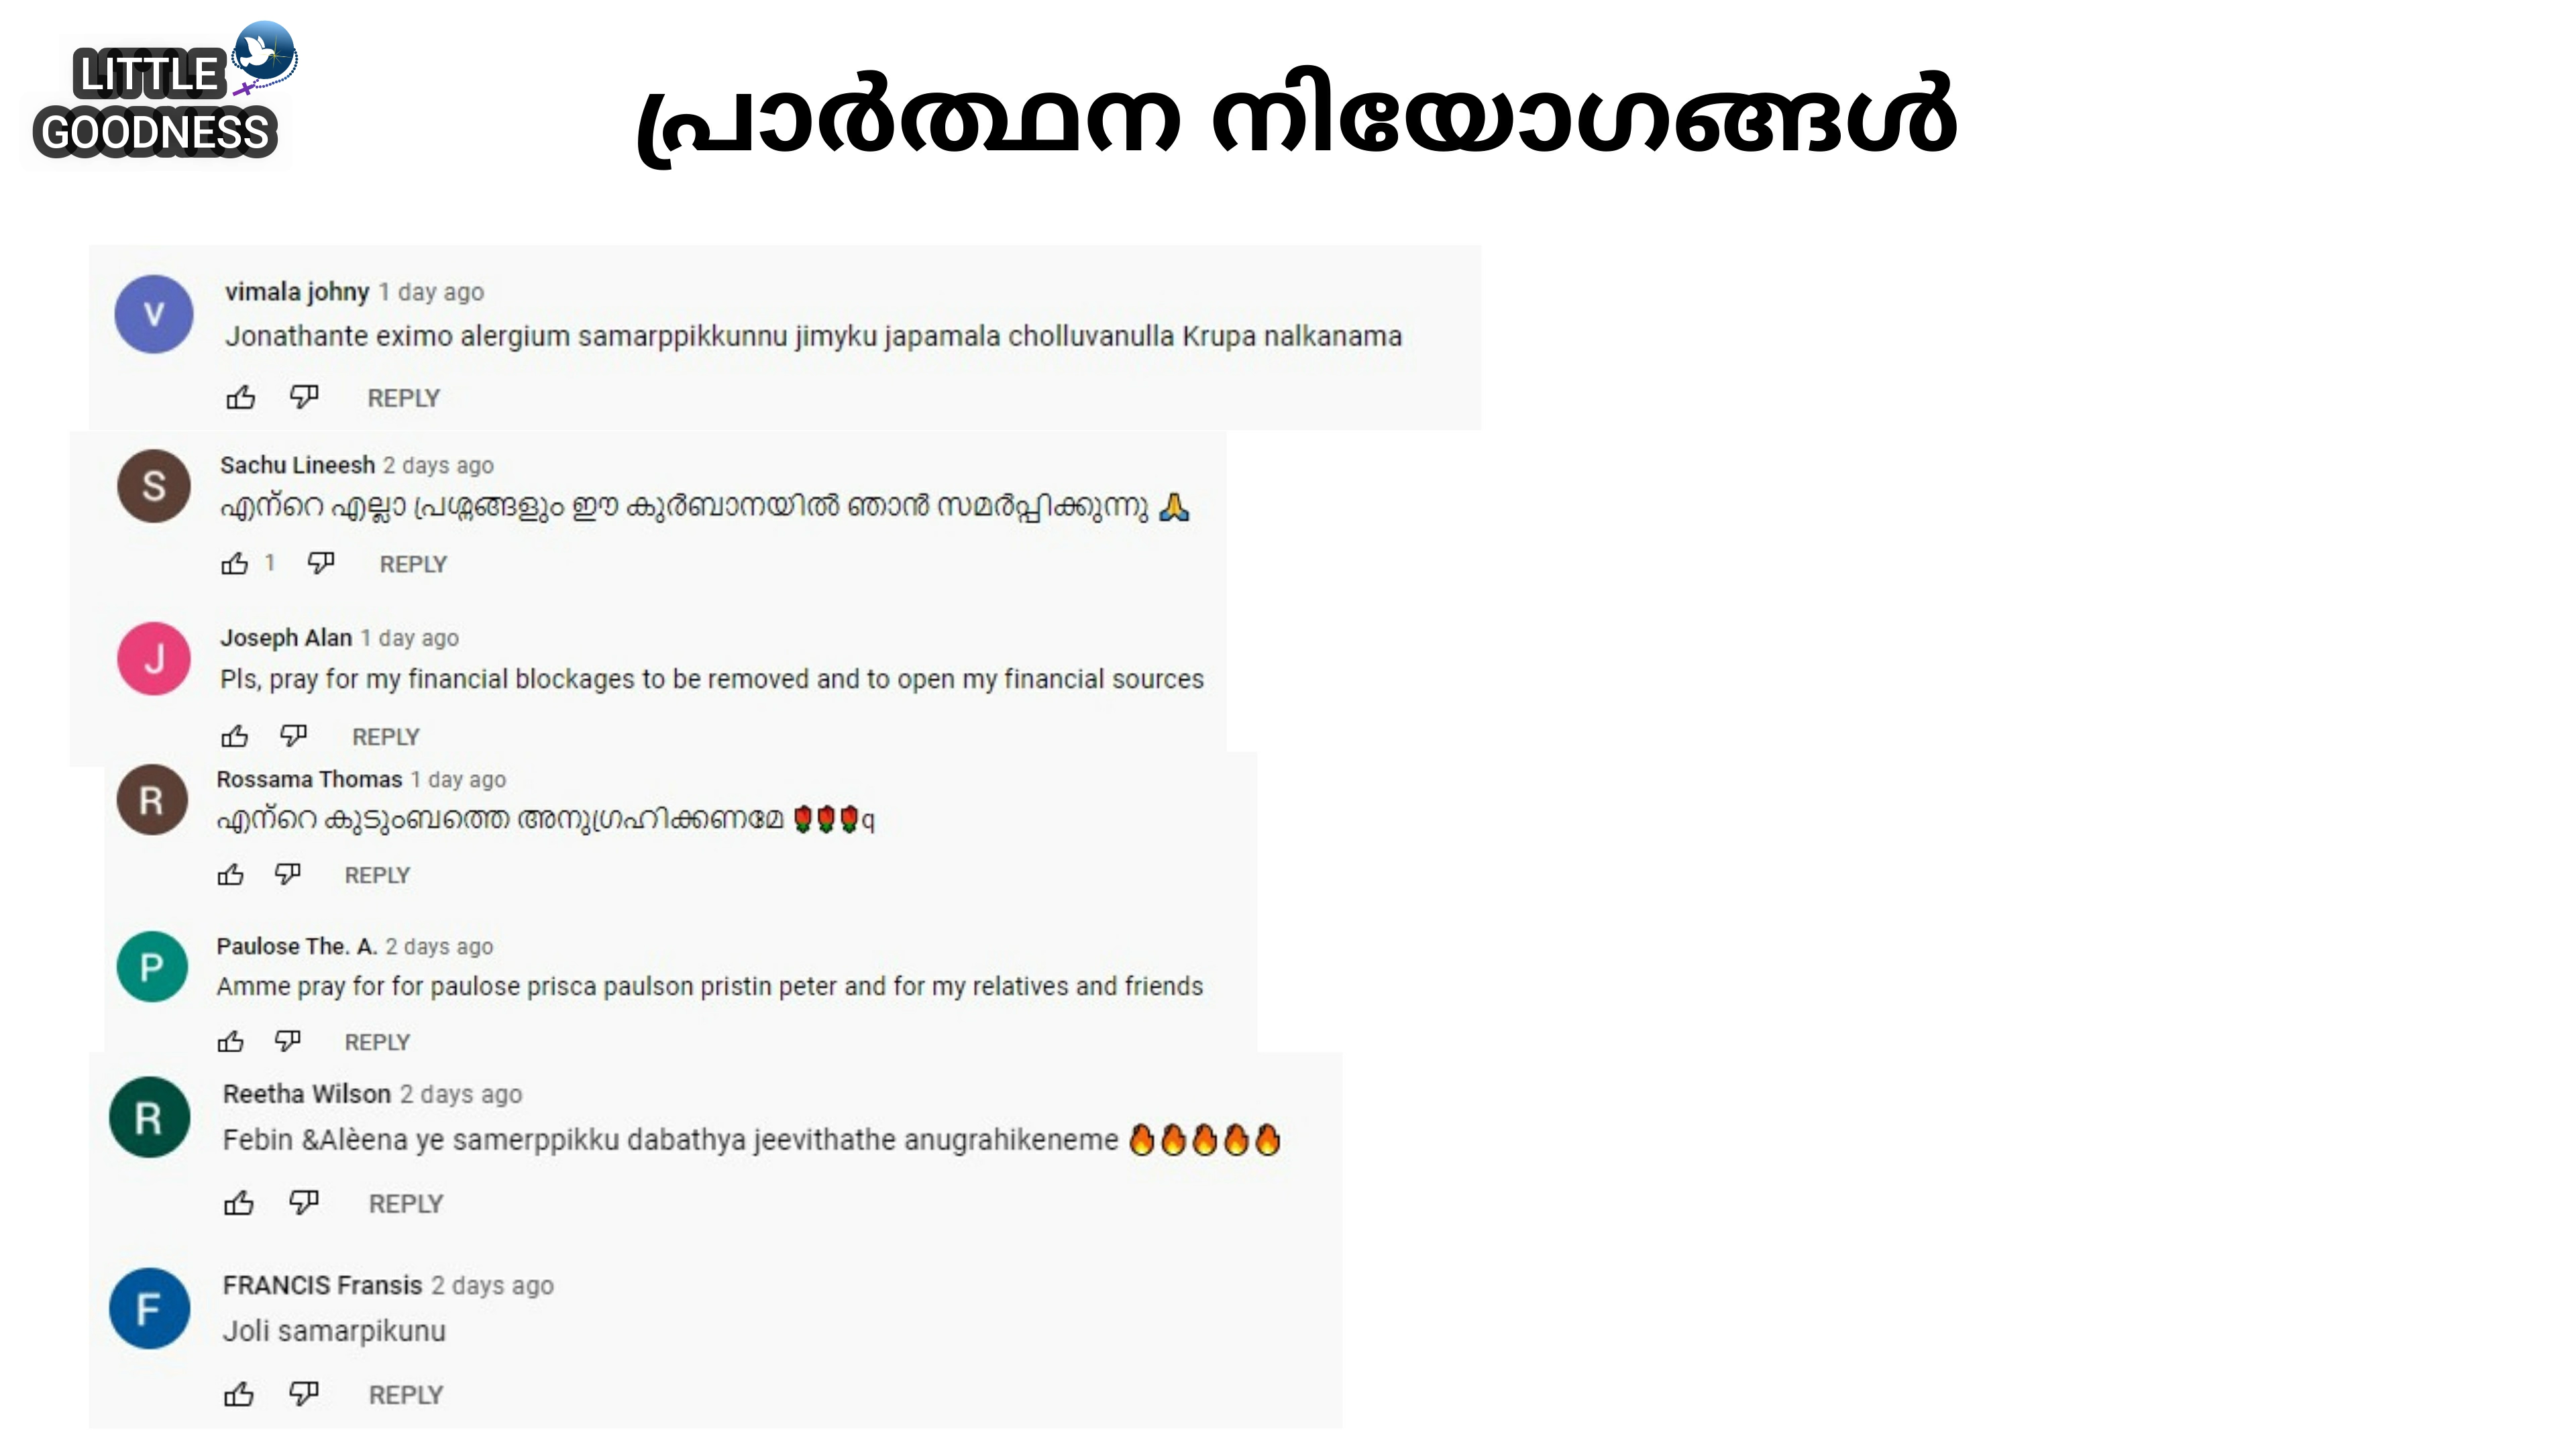 LITTLE
GOODNESS
പ്രാർത്ഥന നിയോഗങ്ങൾ
V
vimala johny 1 day ago
Jonathante eximo alergium samarppikkunnu jimyku japamala cholluvanulla Krupa nalkanama
REPLY
S
Sachu Lineesh 2 days ago
എന്റെ എല്ലാ പ്രശ്നങ്ങളും ഈ കുർബാനയിൽ ഞാൻ സമർപ്പിക്കുന്നു 🙏
1 REPLY
J
Joseph Alan 1 day ago
Pls, pray for my financial blockages to be removed and to open my financial sources
REPLY
R
Rossama Thomas 1 day ago
എന്റെ കുടുംബത്തെ അനുഗ്രഹിക്കണമേ 🌹🌹🌹q
REPLY
P
Paulose The. A. 2 days ago
Amme pray for for paulose prisca paulson pristin peter and for my relatives and friends
REPLY
R
Reetha Wilson 2 days ago
Febin &Alèena ye samerppikku dabathya jeevithathe anugrahikeneme 🔥🔥🔥🔥🔥
REPLY
F
FRANCIS Fransis 2 days ago
Joli samarpikunu
REPLY